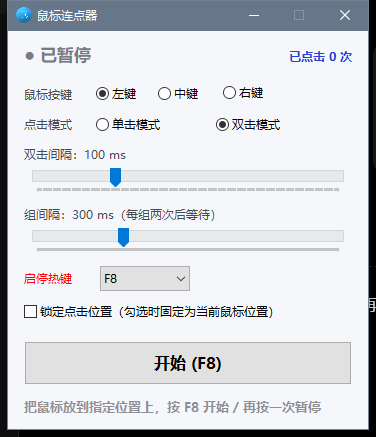 鼠标连点器
● 已暂停 已点击 0 次
鼠标按键 左键 中键 右键
点击模式 单击模式 双击模式
双击间隔：100 ms
组间隔：300 ms（每组两次后等待）
启停热键 F8
锁定点击位置（勾选时固定为当前鼠标位置）
开始 (F8)
把鼠标放到指定位置上，按 F8 开始 / 再按一次暂停